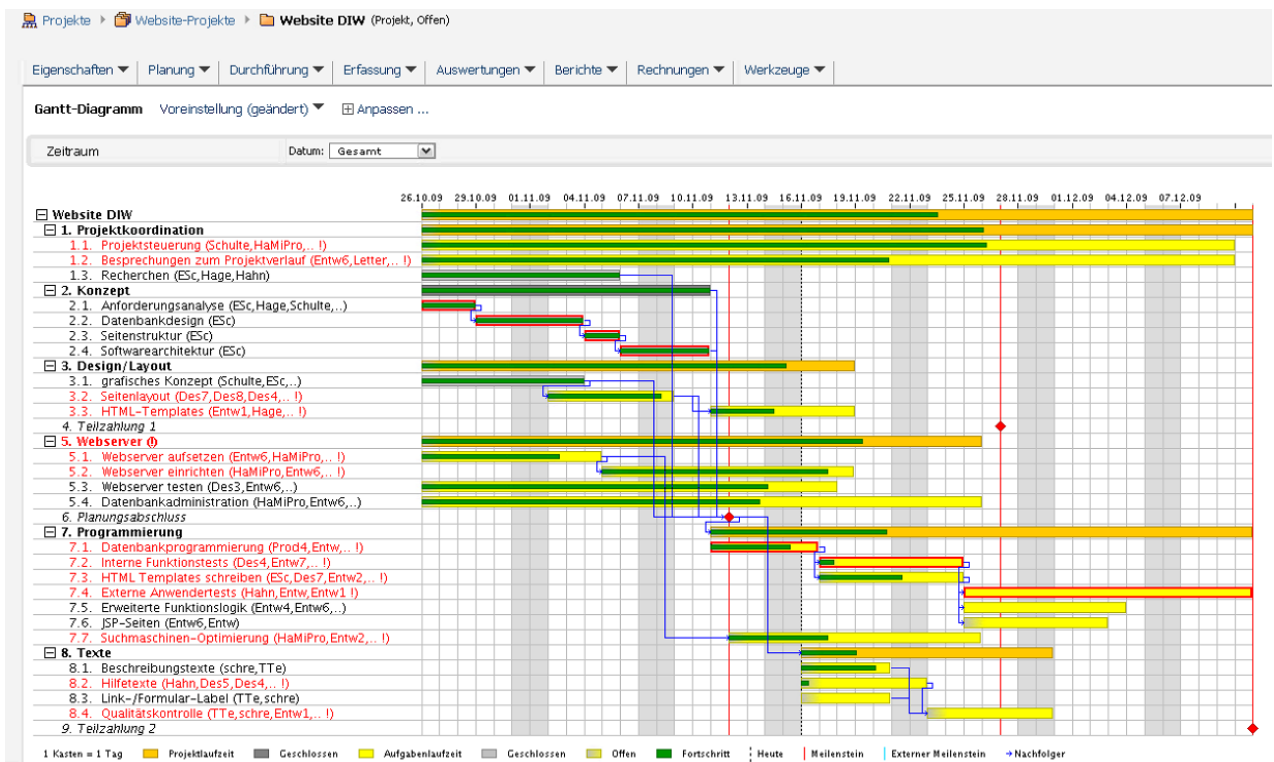 Projekte Website-Projekte Website DIW (Projekt, Offen)
Eigenschaften Planung Durchführung Erfassung Auswertungen Berichte Rechnungen Werkzeuge
Gantt-Diagramm Voreinstellung (geändert) Anpassen ...
Zeitraum Datum: Gesamt
26.10.09 29.10.09 01.11.09 04.11.09 07.11.09 10.11.09 13.11.09 16.11.09 19.11.09 22.11.09 25.11.09 28.11.09 01.12.09 04.12.09 07.12.09
Website DIW
1. Projektkoordination
1.1. Projektsteuerung (Schulte,HaMiPro,.. !)
1.2. Besprechungen zum Projektverlauf (Entw6,Letter,.. !)
1.3. Recherchen (ESc,Hage,Hahn)
2. Konzept
2.1. Anforderungsanalyse (ESc,Hage,Schulte,..)
2.2. Datenbankdesign (ESc)
2.3. Seitenstruktur (ESc)
2.4. Softwarearchitektur (ESc)
3. Design/Layout
3.1. grafisches Konzept (Schulte,ESc,..)
3.2. Seitenlayout (Des7,Des8,Des4,.. !)
3.3. HTML-Templates (Entw1,Hage,.. !)
4. Teilzahlung 1
5. Webserver (!)
5.1. Webserver aufsetzen (Entw6,HaMiPro,.. !)
5.2. Webserver einrichten (HaMiPro,Entw6,.. !)
5.3. Webserver testen (Des3,Entw6,..)
5.4. Datenbankadministration (HaMiPro,Entw6,..)
6. Planungsabschluss
7. Programmierung
7.1. Datenbankprogrammierung (Prod4,Entw,.. !)
7.2. Interne Funktionstests (Des4,Entw7,.. !)
7.3. HTML Templates schreiben (ESc,Des7,Entw2,.. !)
7.4. Externe Anwendertests (Hahn,Entw,Entw1 !)
7.5. Erweiterte Funktionslogik (Entw4,Entw6,..)
7.6. JSP-Seiten (Entw6,Entw)
7.7. Suchmaschinen-Optimierung (HaMiPro,Entw2,.. !)
8. Texte
8.1. Beschreibungstexte (schre,TTe)
8.2. Hilfetexte (Hahn,Des5,Des4,.. !)
8.3. Link-/Formular-Label (TTe,schre)
8.4. Qualitätskontrolle (TTe,schre,Entw1,.. !)
9. Teilzahlung 2
1 Kasten = 1 Tag Projektlaufzeit Geschlossen Aufgabenlaufzeit Geschlossen Offen Fortschritt Heute Meilenstein Externer Meilenstein Nachfolger